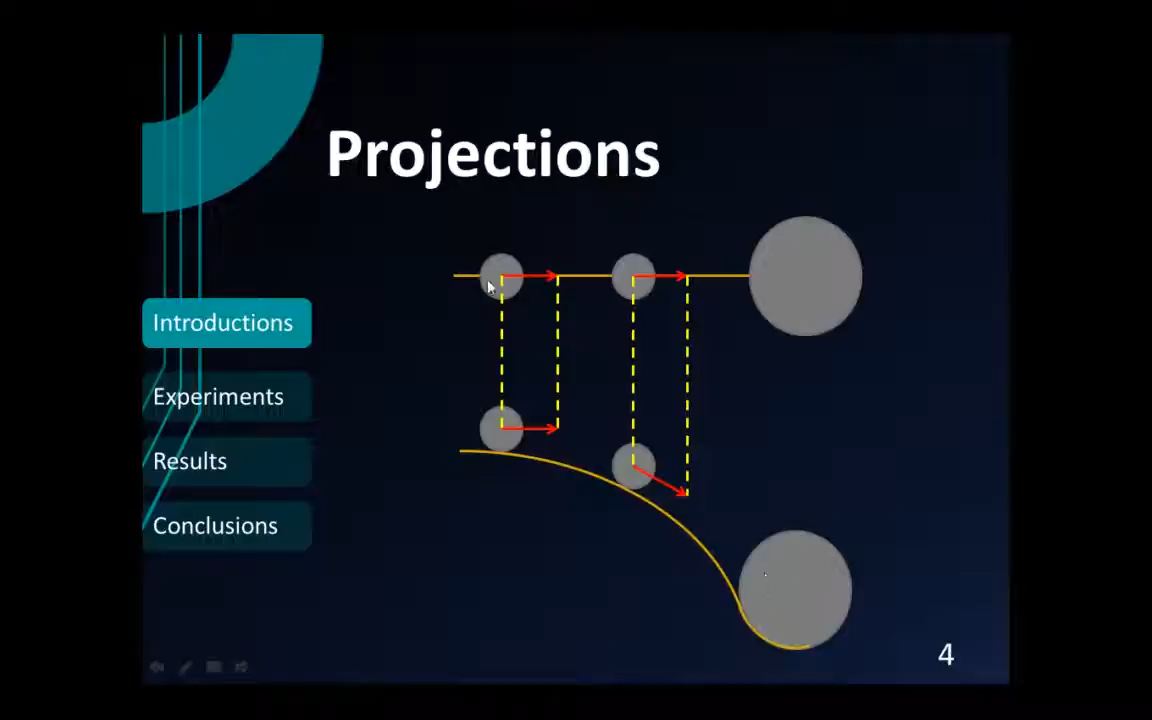 Projections
Introductions
Experiments
Results
Conclusions
4